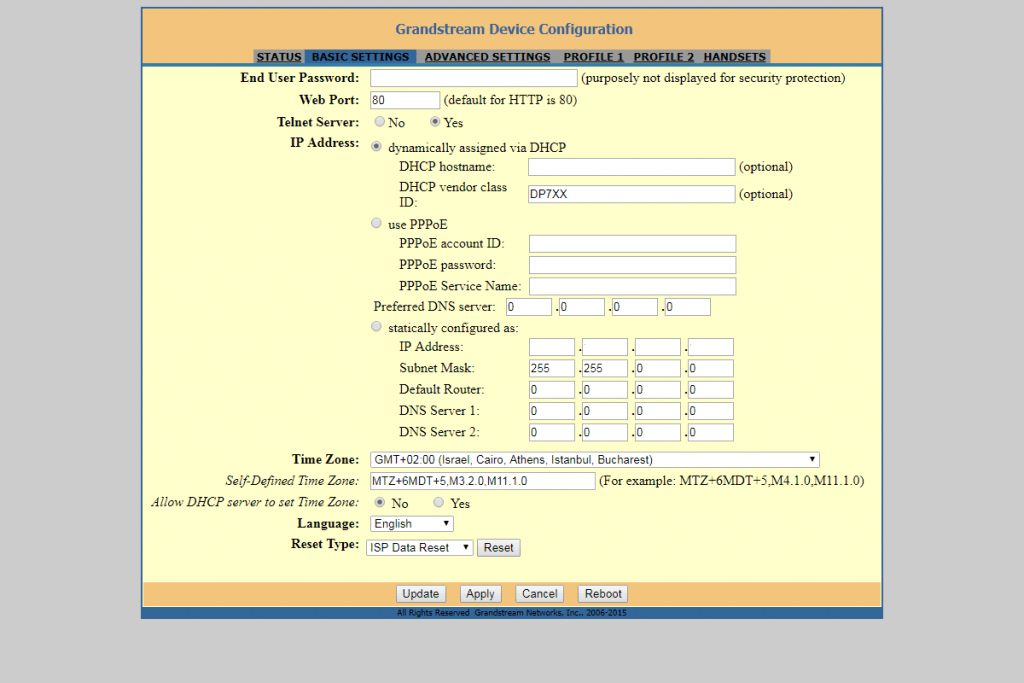 Grandstream Device Configuration
STATUS BASIC SETTINGS ADVANCED SETTINGS PROFILE 1 PROFILE 2 HANDSETS
End User Password: (purposely not displayed for security protection)
Web Port: 80 (default for HTTP is 80)
Telnet Server: No Yes
IP Address: dynamically assigned via DHCP
DHCP hostname: (optional)
DHCP vendor class
ID: DP7XX (optional)
use PPPoE
PPPoE account ID:
PPPoE password:
PPPoE Service Name:
Preferred DNS server: 0 .0 .0 .0
statically configured as:
IP Address: . . .
Subnet Mask: 255 .255 .0 .0
Default Router: 0 .0 .0 .0
DNS Server 1: 0 .0 .0 .0
DNS Server 2: 0 .0 .0 .0
Time Zone: GMT+02:00 (Israel, Cairo, Athens, Istanbul, Bucharest)
Self-Defined Time Zone: MTZ+6MDT+5,M3.2.0,M11.1.0 (For example: MTZ+6MDT+5,M4.1.0,M11.1.0)
Allow DHCP server to set Time Zone: No Yes
Language: English
Reset Type: ISP Data Reset Reset
Update Apply Cancel Reboot
All Rights Reserved Grandstream Networks, Inc.. 2006-2015